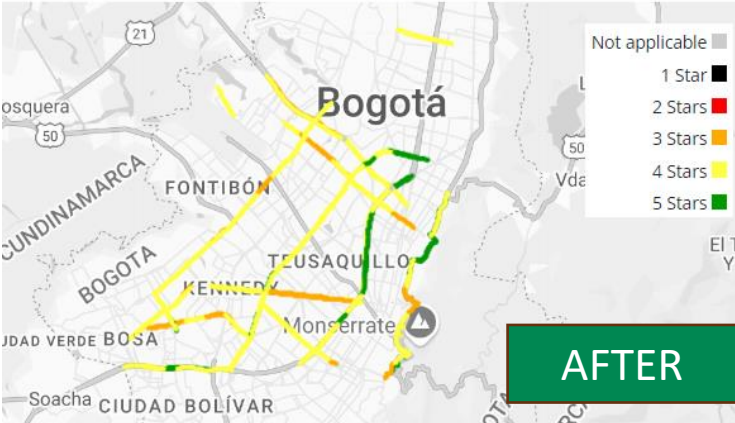 21
Bogotá
osquera
50
CUNDINAMARCA
FONTIBÓN
BOGOTA
TEUSAQUILLO
KENNEDY
Monserrate
UDAD VERDE
BOSA
Soacha
CIUDAD BOLÍVAR
Not applicable
1 Star
2 Stars
3 Stars
4 Stars
5 Stars
50
Vda
El T
Y
AFTER